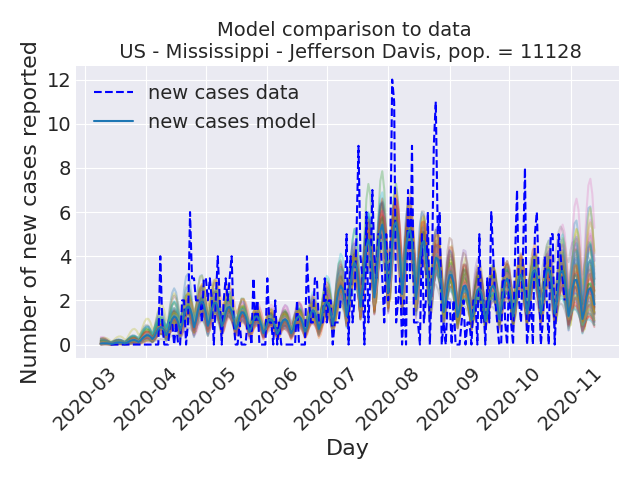 Model comparison to data
US - Mississippi - Jefferson Davis, pop. = 11128
Number of new cases reported
12
10
8
6
4
2
0
new cases data
new cases model
2020-03
2020-04
2020-05
2020-06
2020-07
2020-08
2020-09
2020-10
2020-11
Day